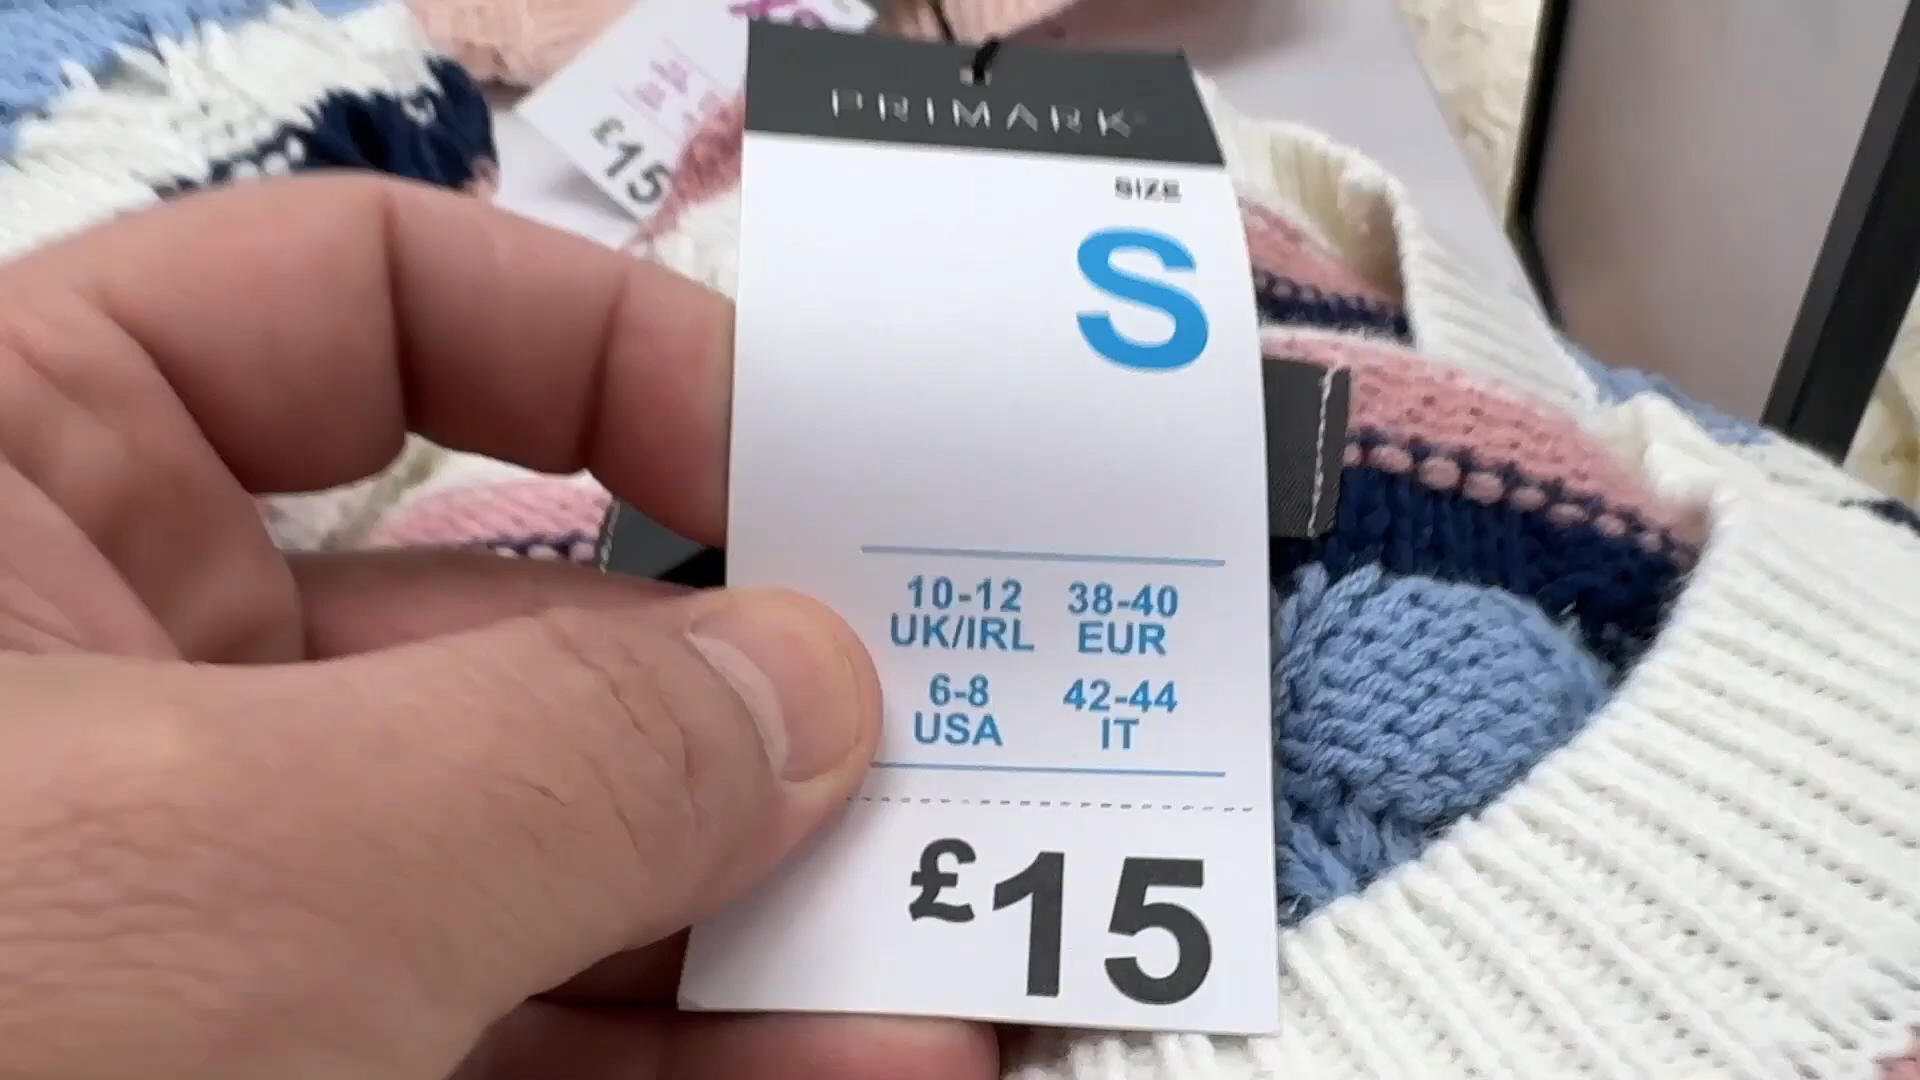 PRIMARK
SIZE
S
10-12 38-40
UK/IRL EUR
6-8 42-44
USA IT
£15
£15